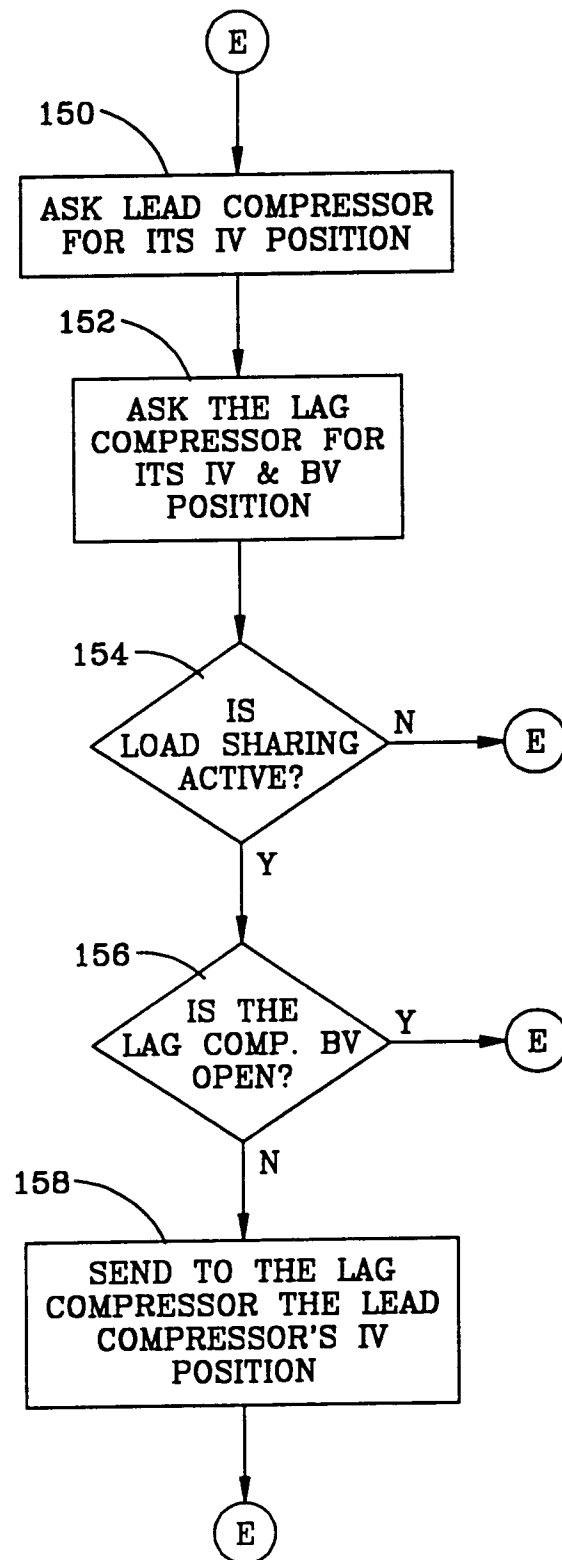 E
150
ASK LEAD COMPRESSOR
FOR ITS IV POSITION
152
ASK THE LAG
COMPRESSOR FOR
ITS IV & BV
POSITION
154
IS
LOAD SHARING
ACTIVE?
N
E
Y
156
IS THE
LAG COMP. BV
OPEN?
Y
E
N
158
SEND TO THE LAG
COMPRESSOR THE LEAD
COMPRESSOR'S IV
POSITION
E